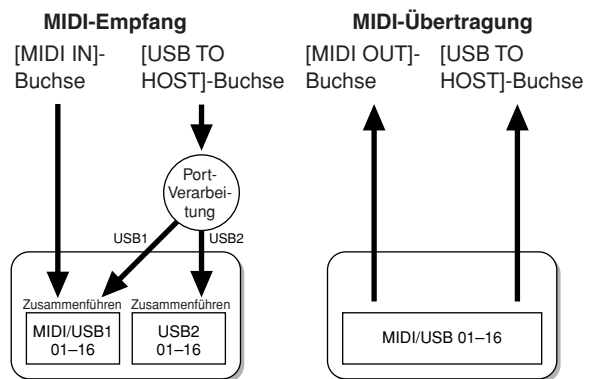 MIDI-Empfang
[MIDI IN]-
Buchse
[USB TO
HOST]-Buchse
Port-
Verarbei-
tung
USB1
USB2
Zusammenführen
Zusammenführen
MIDI/USB1
01–16
USB2
01–16
MIDI-Übertragung
[MIDI OUT]-
Buchse
[USB TO
HOST]-Buchse
MIDI/USB 01–16